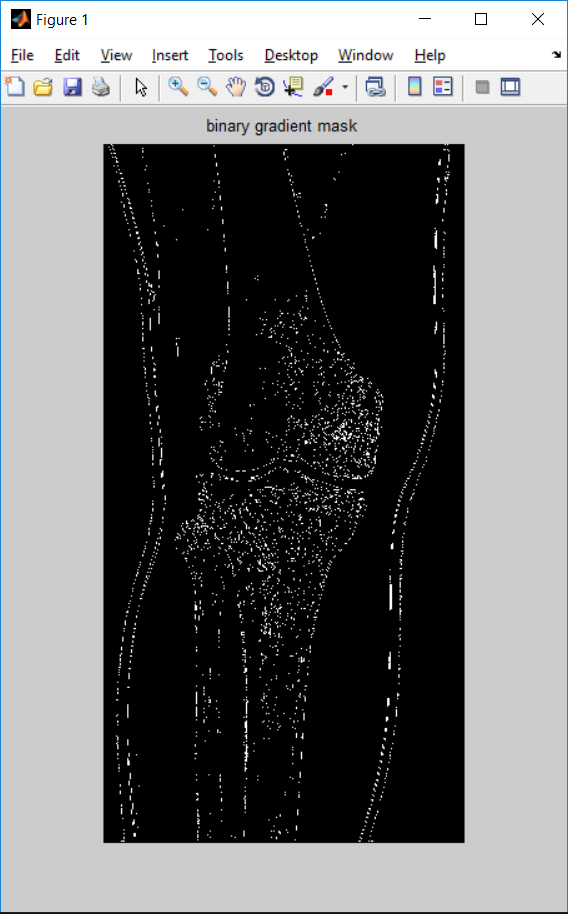 Figure 1
File Edit View Insert Tools Desktop Window Help
binary gradient mask